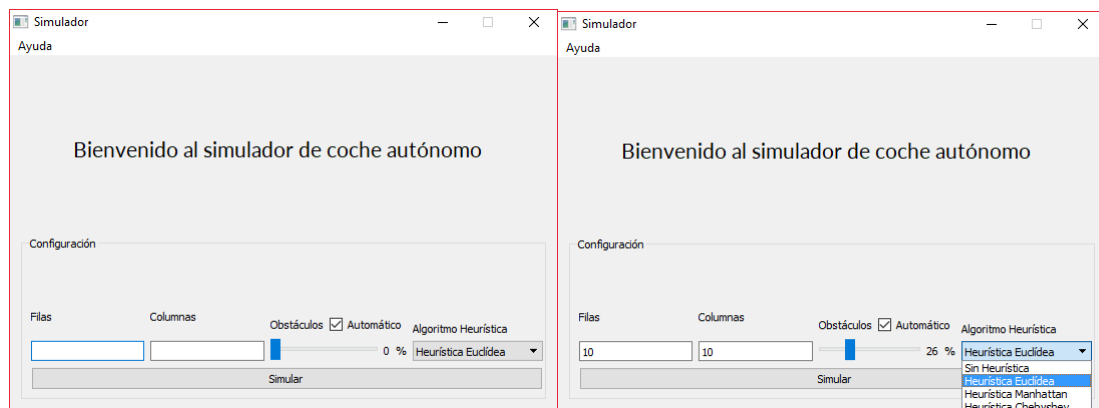 Simulador
Ayuda
Bienvenido al simulador de coche autónomo
Configuración
Filas
Columnas
Obstáculos
Automático
Algoritmo Heurística
0 %
Heurística Euclídea
Simular
Simulador
Ayuda
Bienvenido al simulador de coche autónomo
Configuración
Filas
Columnas
Obstáculos
Automático
Algoritmo Heurística
10
10
26 %
Heurística Euclídea
Sin Heurística
Heurística Euclídea
Heurística Manhattan
Heurística Chebyshev
Simular